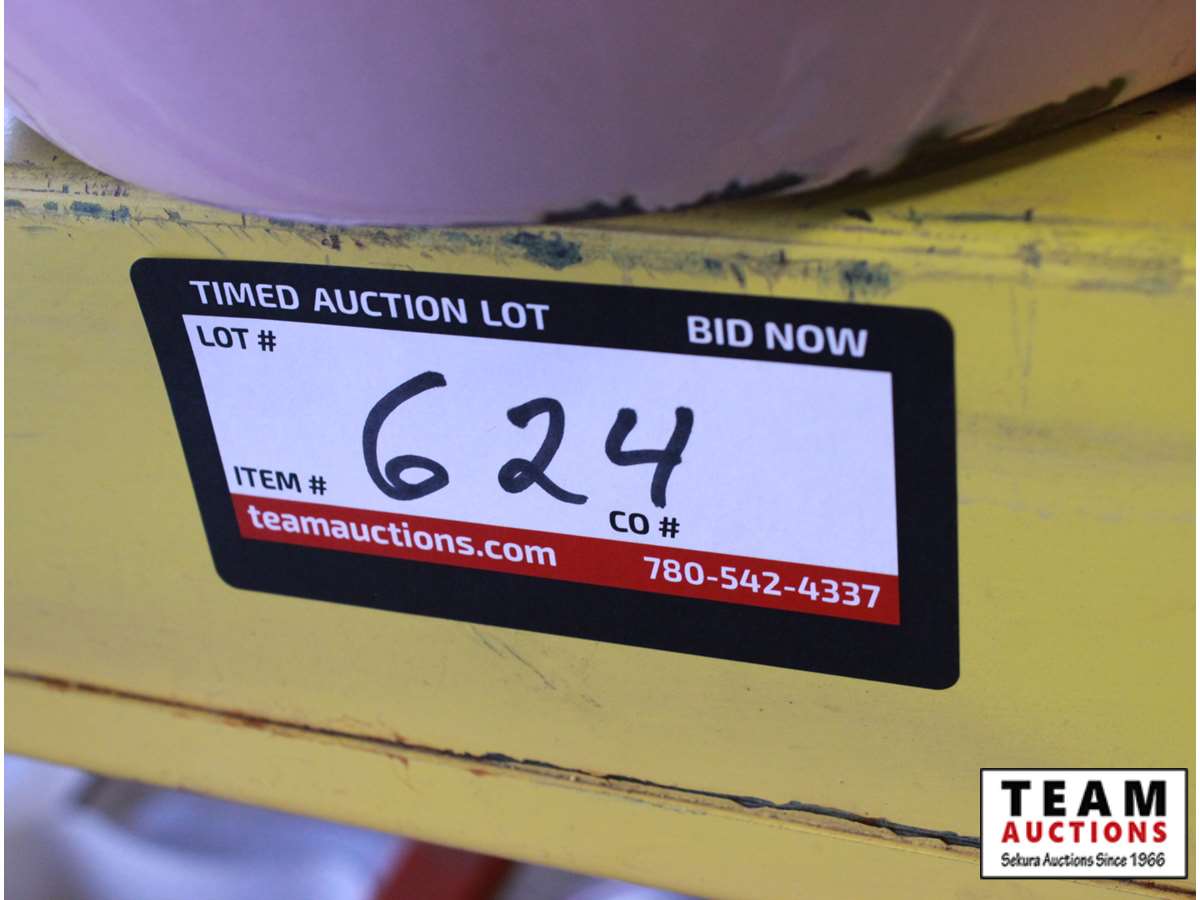 TIMED AUCTION LOT BID NOW
LOT #
624
ITEM # CO #
teamauctions.com 780-542-4337
TEAM
AUCTIONS
Sekura Auctions Since 1966